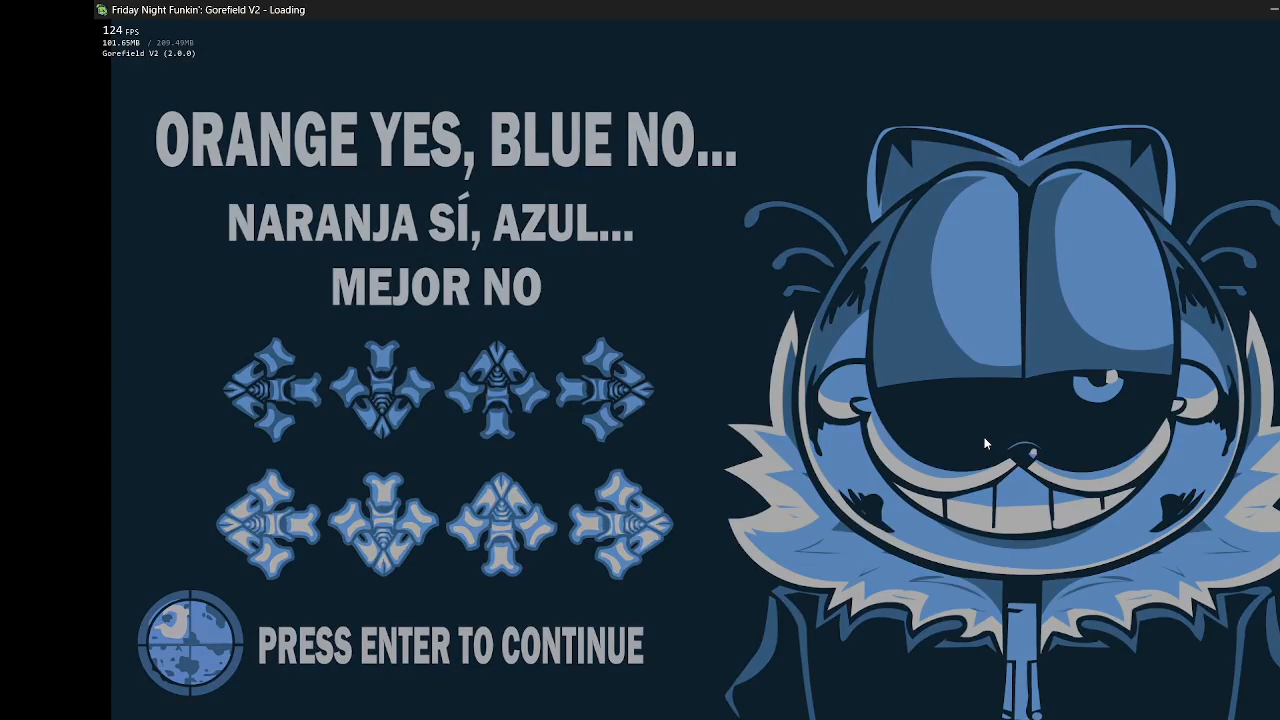 Friday Night Funkin': Gorefield V2 - Loading
124 FPS
101.65MB / 209.49MB
Gorefield V2 (2.0.0)
ORANGE YES, BLUE NO...
NARANJA SÍ, AZUL...
MEJOR NO
PRESS ENTER TO CONTINUE